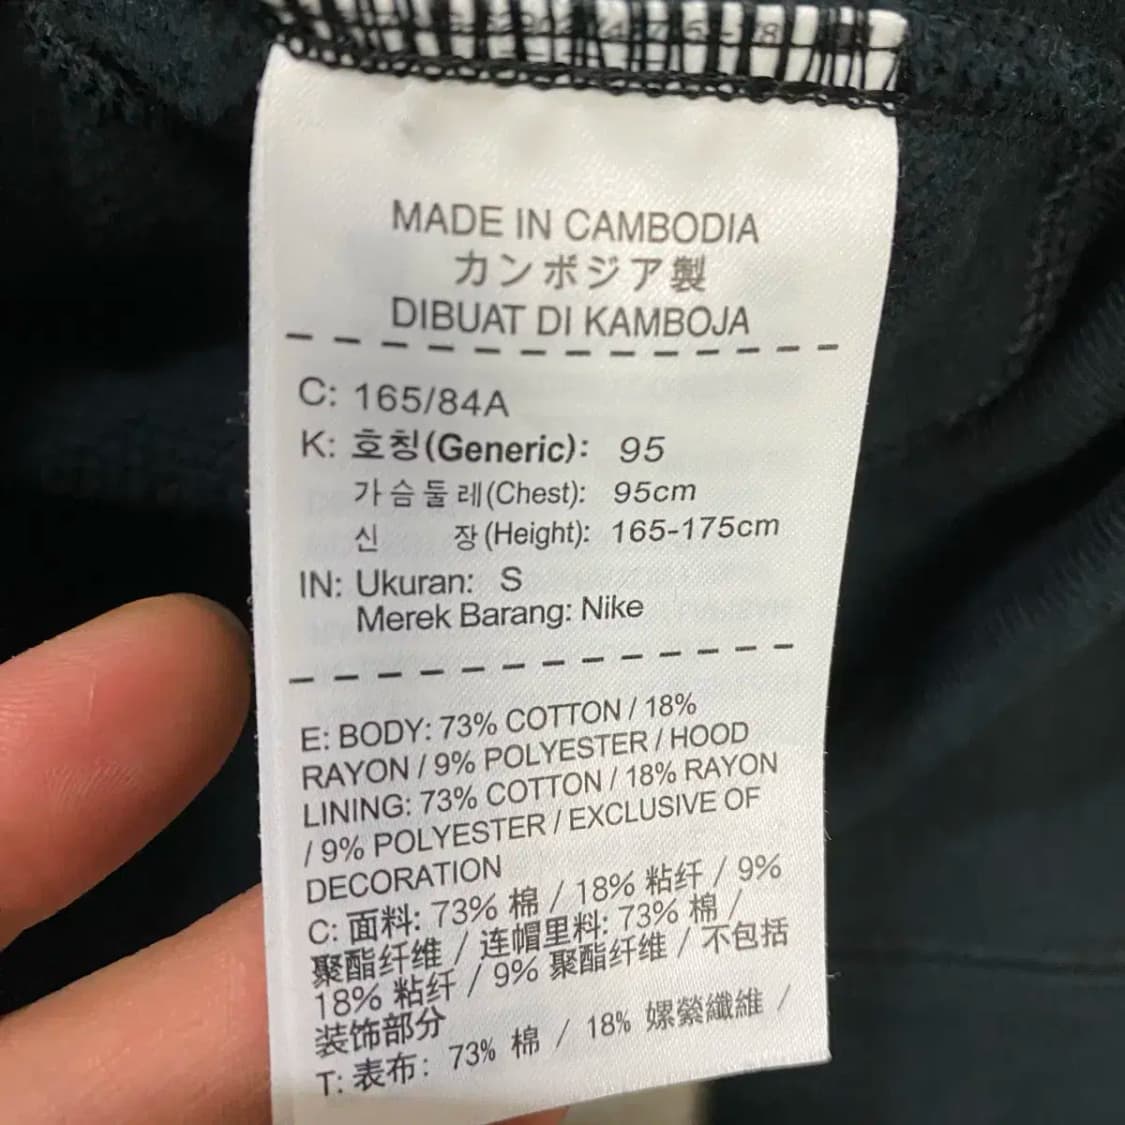 MADE IN CAMBODIA
カンボジア製
DIBUAT DI KAMBOJA
C: 165/84A
K: 호칭(Generic): 95
가슴둘레(Chest): 95cm
신 장(Height): 165-175cm
IN: Ukuran: S
Merek Barang: Nike
E: BODY: 73% COTTON / 18%
RAYON / 9% POLYESTER / HOOD
LINING: 73% COTTON / 18% RAYON
/ 9% POLYESTER / EXCLUSIVE OF
DECORATION
C: 面料: 73% 棉 / 18% 粘纤 / 9%
聚酯纤维 / 连帽里料: 73% 棉 /
18% 粘纤 / 9% 聚酯纤维 / 不包括
装饰部分
T: 表布: 73% 棉 / 18% 嫘縈纖維 /